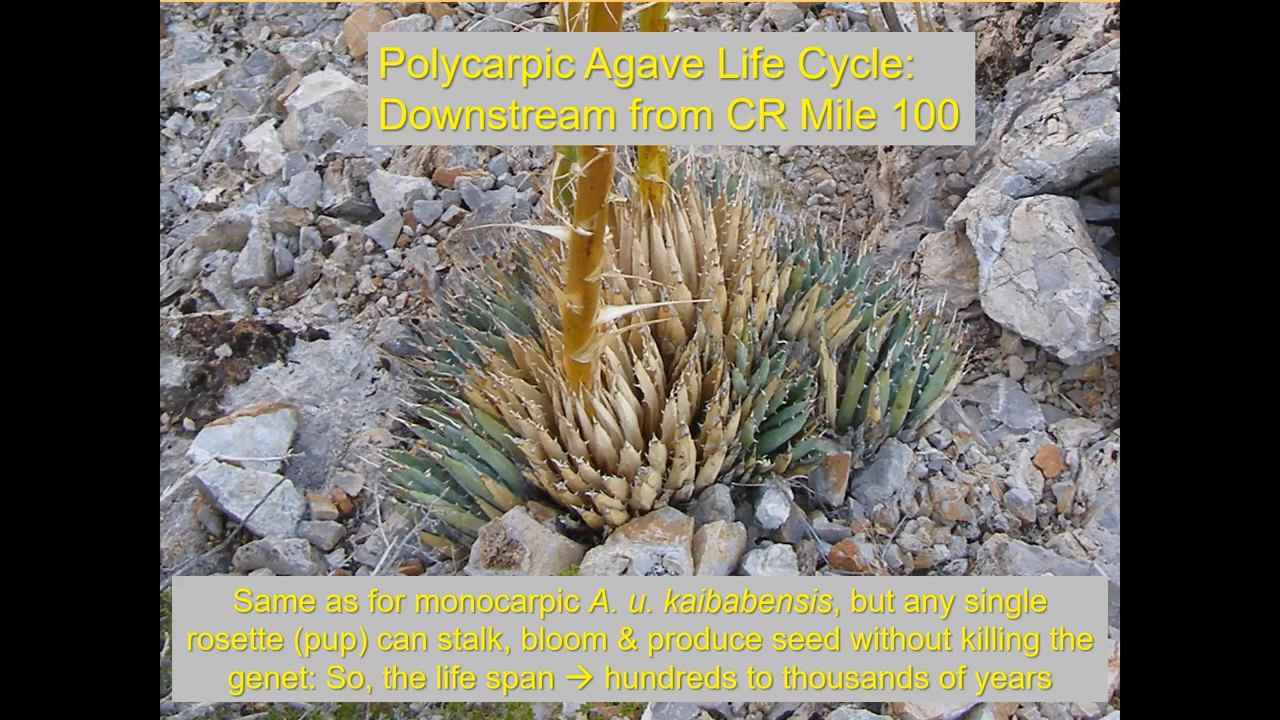 Polycarpic Agave Life Cycle:
Downstream from CR Mile 100
Same as for monocarpic A. u. kaibabensis, but any single
rosette (pup) can stalk, bloom & produce seed without killing the
genet: So, the life span → hundreds to thousands of years